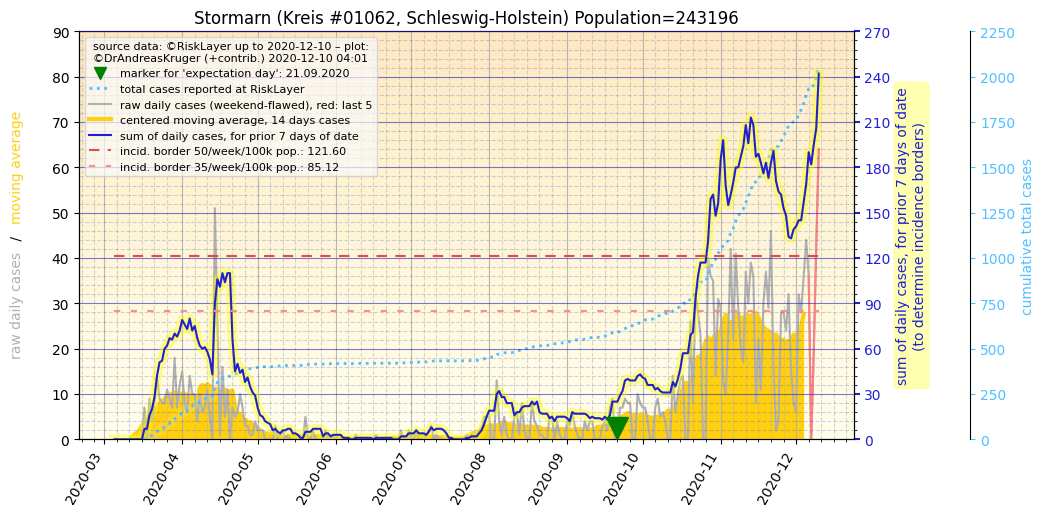 Stormarn (Kreis #01062, Schleswig-Holstein) Population=243196
source data: ©RiskLayer up to 2020-12-10 – plot:
©DrAndreasKruger (+contrib.) 2020-12-10 04:01
marker for 'expectation day': 21.09.2020
total cases reported at RiskLayer
raw daily cases (weekend-flawed), red: last 5
centered moving average, 14 days cases
sum of daily cases, for prior 7 days of date
incid. border 50/week/100k pop.: 121.60
incid. border 35/week/100k pop.: 85.12
raw daily cases / moving average
90
80
70
60
50
40
30
20
10
0
2020-03
2020-04
2020-05
2020-06
2020-07
2020-08
2020-09
2020-10
2020-11
2020-12
270
240
210
180
150
120
90
60
30
0
sum of daily cases, for prior 7 days of date
(to determine incidence borders)
2250
2000
1750
1500
1250
1000
750
500
250
0
cumulative total cases